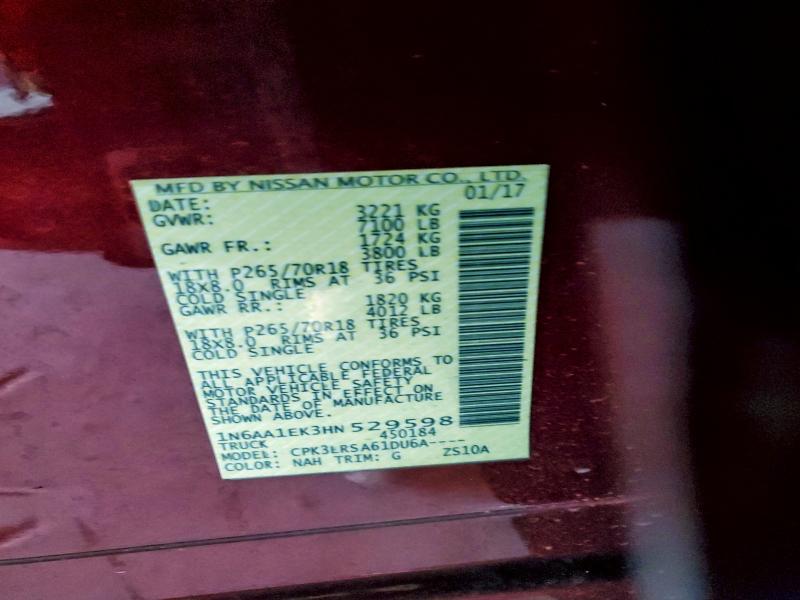 MFD BY NISSAN MOTOR CO., LTD.
DATE: 01/17
GVWR: 3221 KG
7100 LB
GAWR FR.: 1724 KG
3800 LB
WITH P265/70R18 TIRES
18X8.0 RIMS AT 36 PSI
COLD SINGLE
GAWR RR.: 1820 KG
4012 LB
WITH P265/70R18 TIRES
18X8.0 RIMS AT 36 PSI
COLD SINGLE
THIS VEHICLE CONFORMS TO
ALL APPLICABLE FEDERAL
MOTOR VEHICLE SAFETY
STANDARDS IN EFFECT ON
THE DATE OF MANUFACTURE
SHOWN ABOVE.
1N6AA1EK3HN529598
TRUCK 450184
MODEL: CPK3LRSA61DU6A----
COLOR: NAH TRIM: G ZS10A